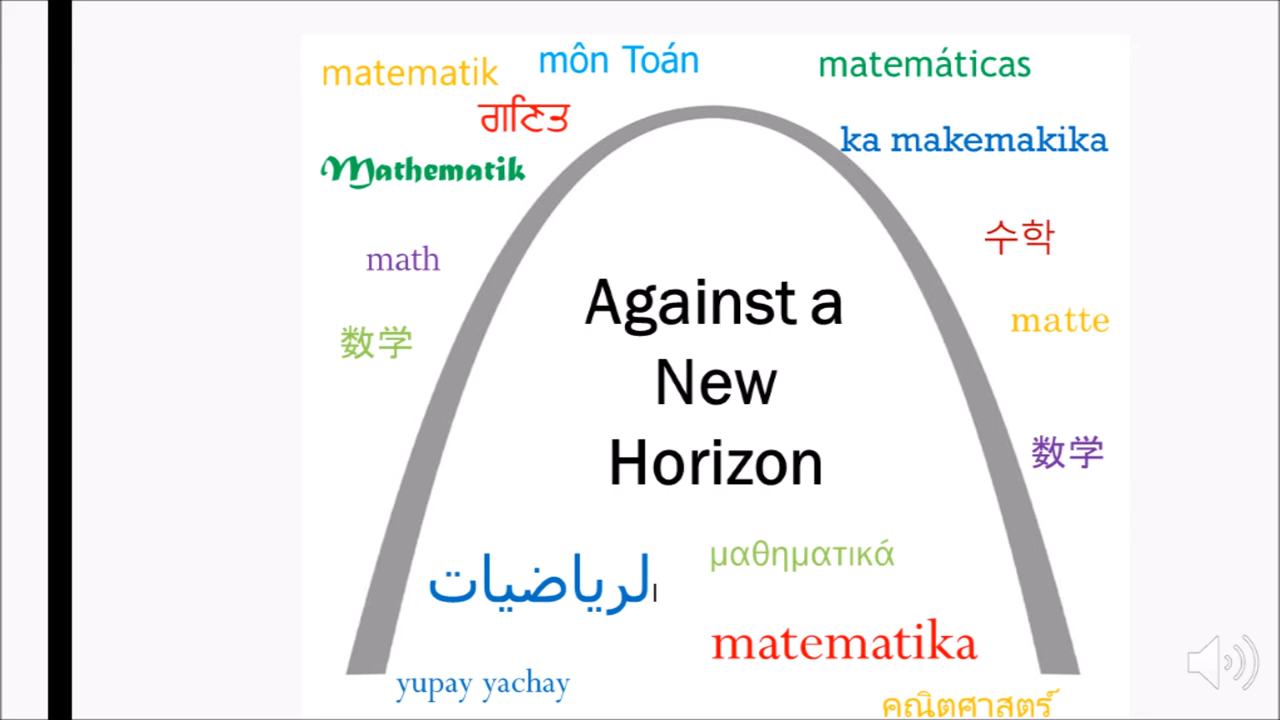 matematik
môn Toán
matemáticas
ਗਣਿਤ
ka makemakika
Mathematik
수학
math
Against a
New
Horizon
matte
数学
数学
الرياضيات
μαθηματικά
matematika
yupay yachay
คณิตศาสตร์